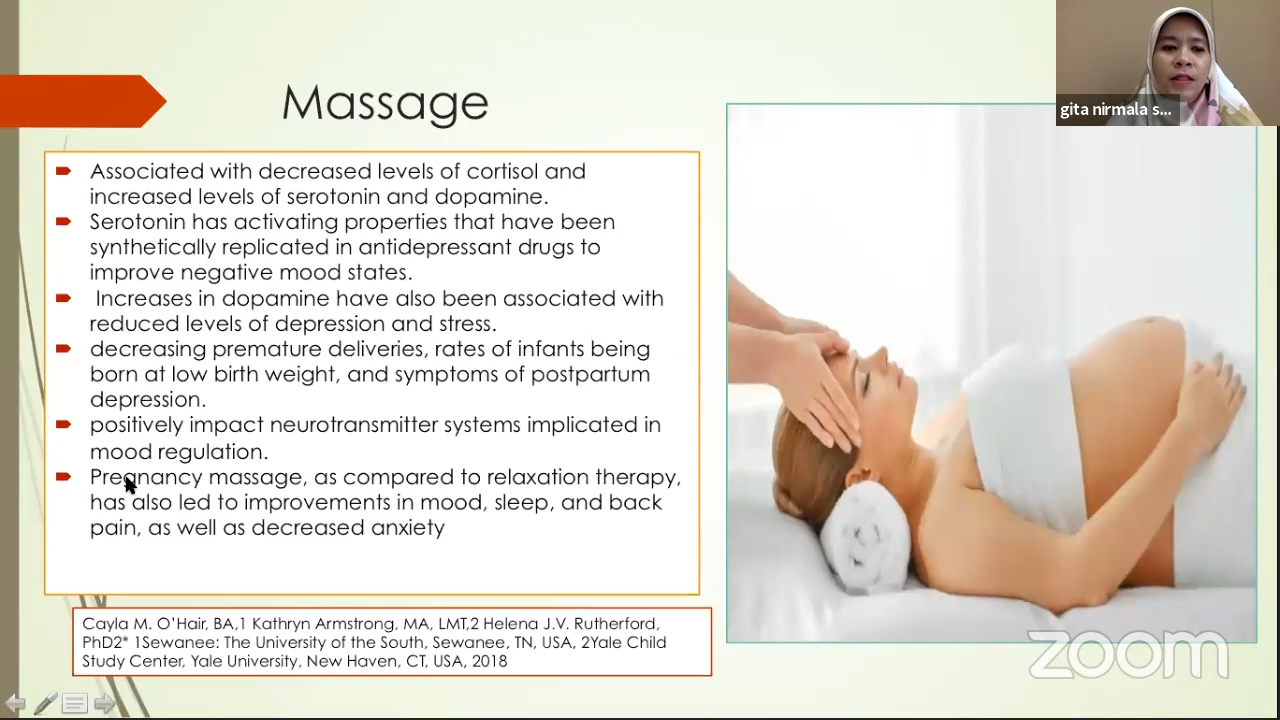 Massage
gita nirmala s...
Associated with decreased levels of cortisol and
increased levels of serotonin and dopamine.
Serotonin has activating properties that have been
synthetically replicated in antidepressant drugs to
improve negative mood states.
Increases in dopamine have also been associated with
reduced levels of depression and stress.
decreasing premature deliveries, rates of infants being
born at low birth weight, and symptoms of postpartum
depression.
positively impact neurotransmitter systems implicated in
mood regulation.
Pregnancy massage, as compared to relaxation therapy,
has also led to improvements in mood, sleep, and back
pain, as well as decreased anxiety
Cayla M. O'Hair, BA,1 Kathryn Armstrong, MA, LMT,2 Helena J.V. Rutherford,
PhD2* 1Sewanee: The University of the South, Sewanee, TN, USA, 2Yale Child
Study Center, Yale University, New Haven, CT, USA, 2018
zoom